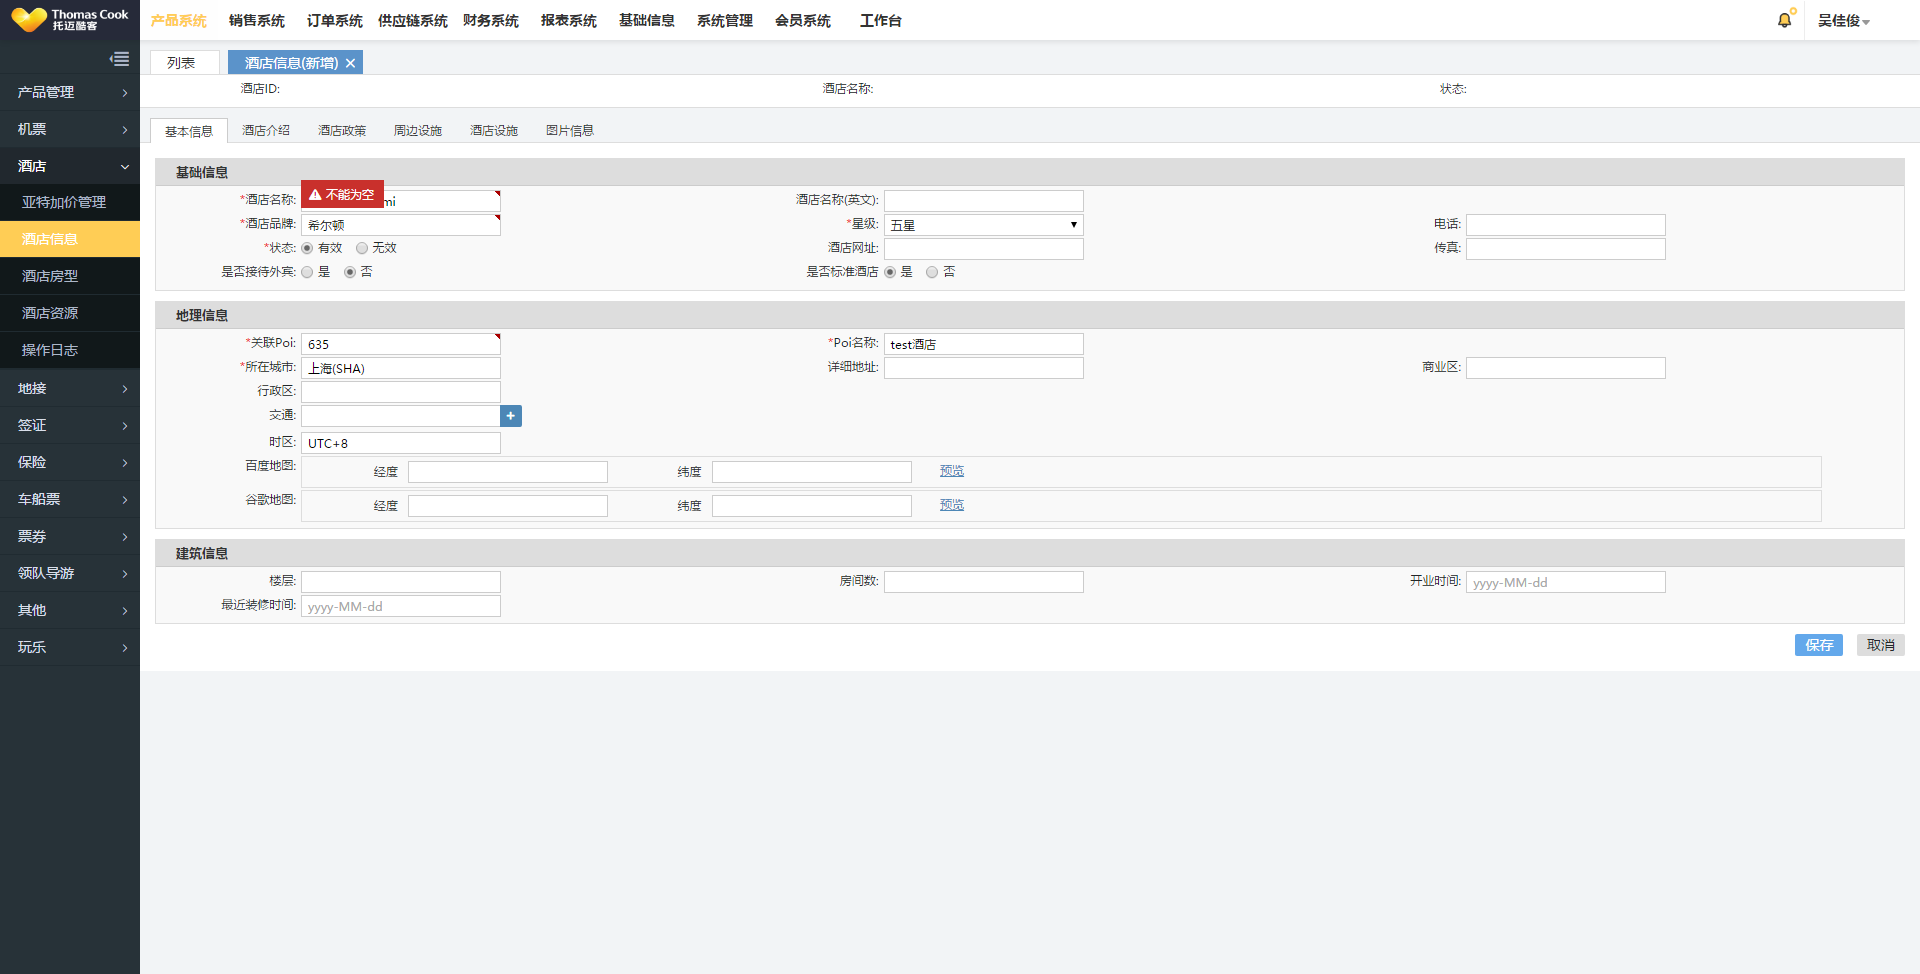 Thomas Cook
托迈酷客
产品系统 销售系统 订单系统 供应链系统 财务系统 报表系统 基础信息 系统管理 会员系统 工作台
吴佳俊
产品管理
机票
酒店
亚特加价管理
酒店信息
酒店房型
酒店资源
操作日志
地接
签证
保险
车船票
票券
领队导游
其他
玩乐
列表 酒店信息(新增)
酒店ID: 酒店名称: 状态:
基本信息 酒店介绍 酒店政策 周边设施 酒店设施 图片信息
基础信息
不能为空
*酒店名称: mi 酒店名称(英文):
*酒店品牌: 希尔顿 *星级: 五星 电话:
*状态: 有效 无效 酒店网址: 传真:
是否接待外宾: 是 否 是否标准酒店 是 否
地理信息
*关联Poi: 635 *Poi名称: test酒店
*所在城市: 上海(SHA) 详细地址: 商业区:
行政区:
交通: +
时区: UTC+8
百度地图: 经度 纬度 预览
谷歌地图: 经度 纬度 预览
建筑信息
楼层: 房间数: 开业时间: yyyy-MM-dd
最近装修时间: yyyy-MM-dd
保存 取消